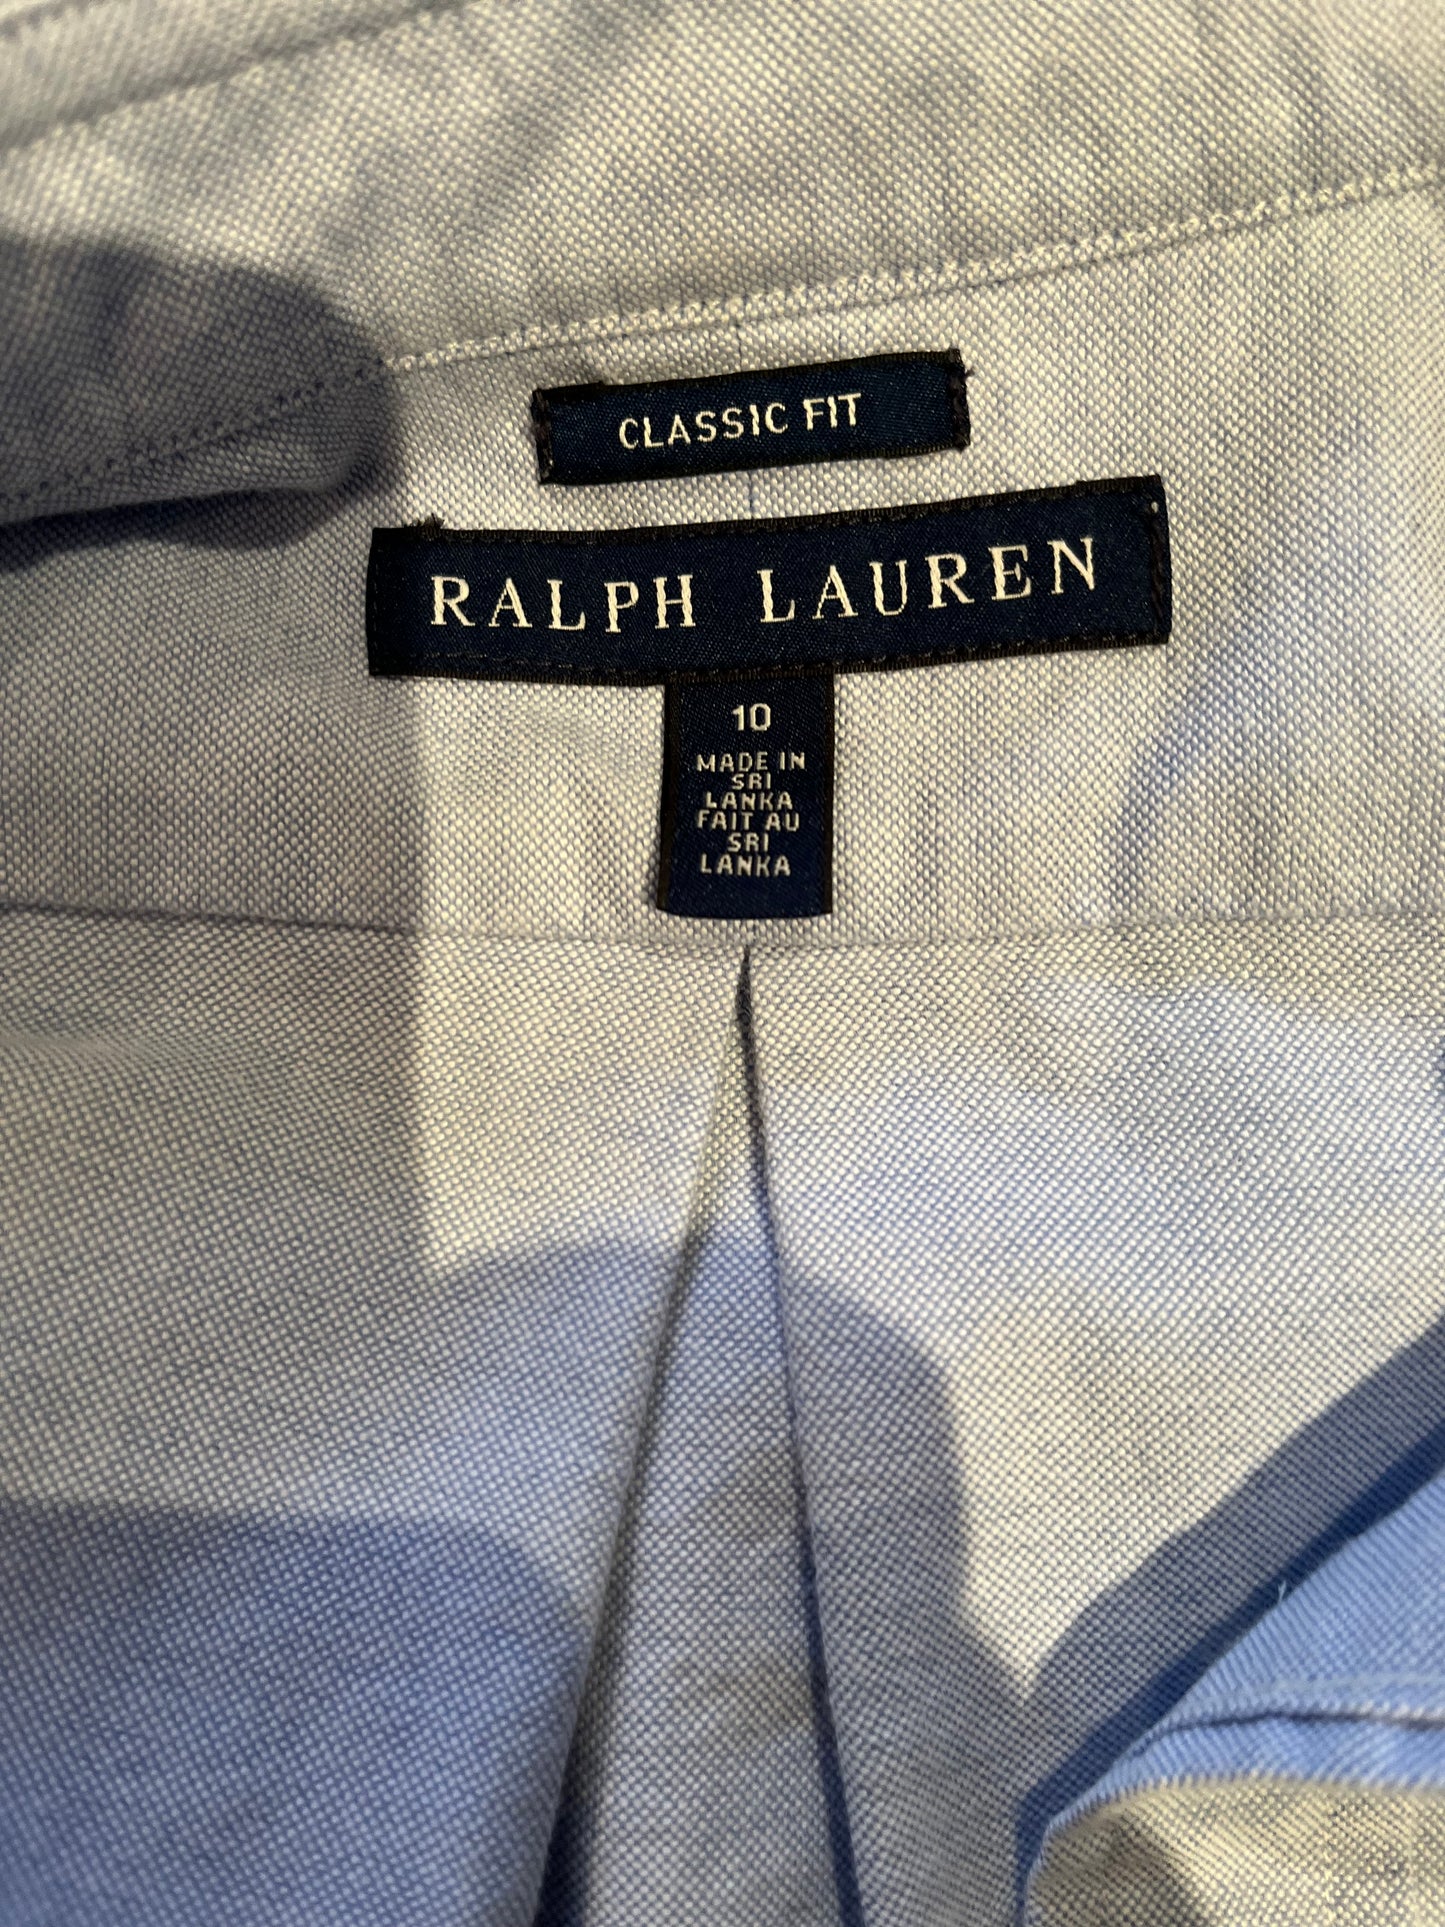 CLASSIC FIT
RALPH LAUREN
10
MADE IN
SRI
LANKA
FAIT AU
SRI
LANKA